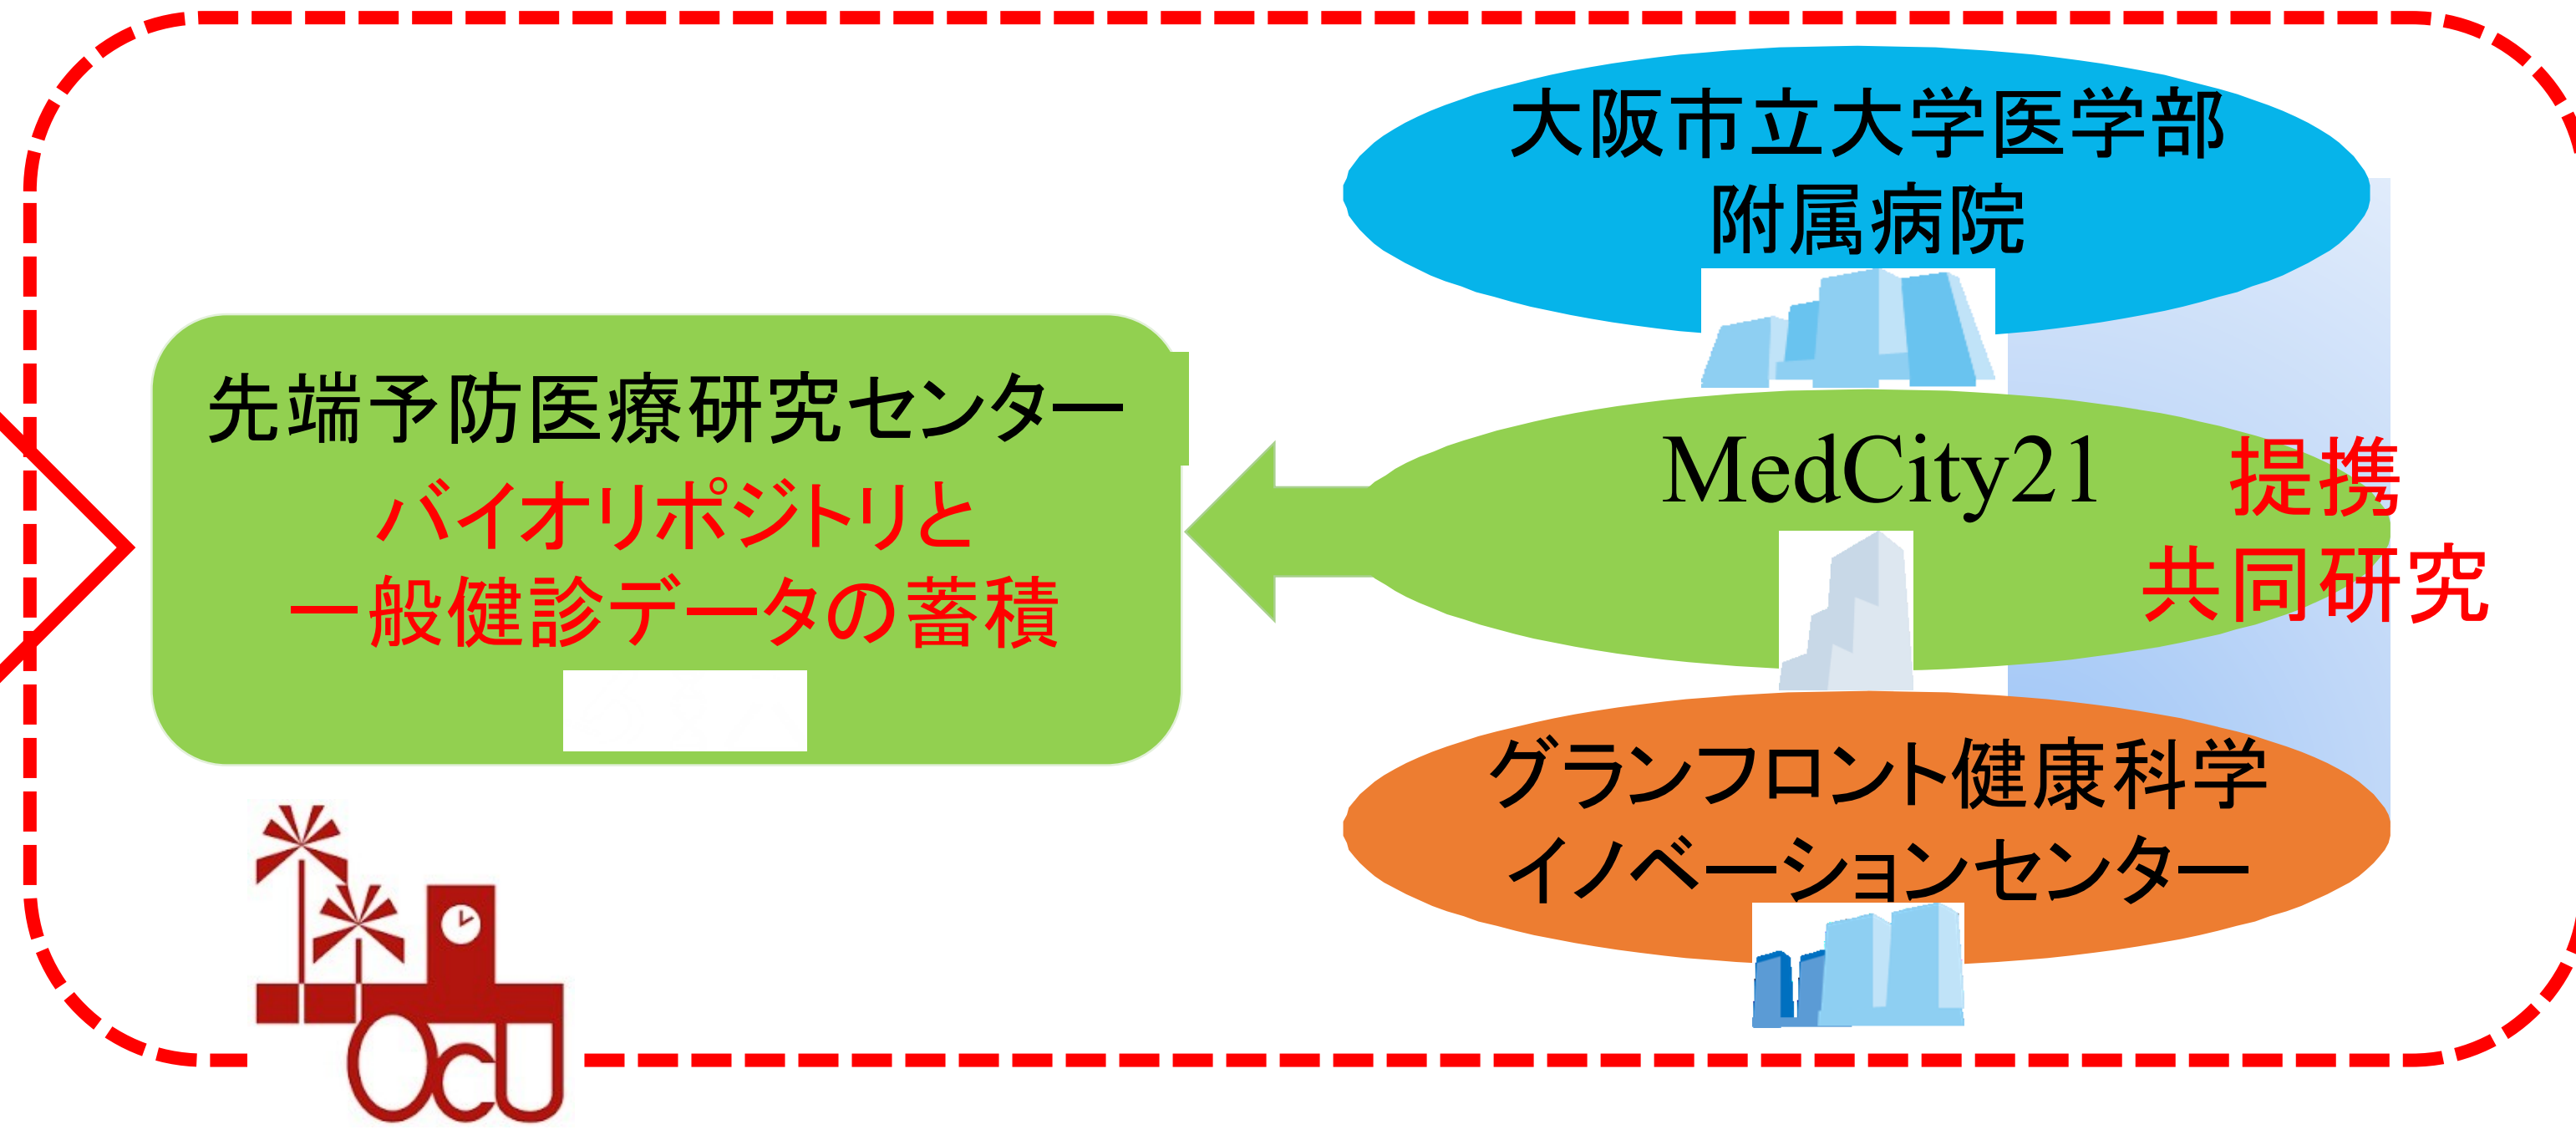 大阪市立大学医学部
附属病院
先端予防医療研究センター
バイオリポジトリと
一般健診データの蓄積
MedCity21
提携
共同研究
グランフロント健康科学
イノベーションセンター
OCU